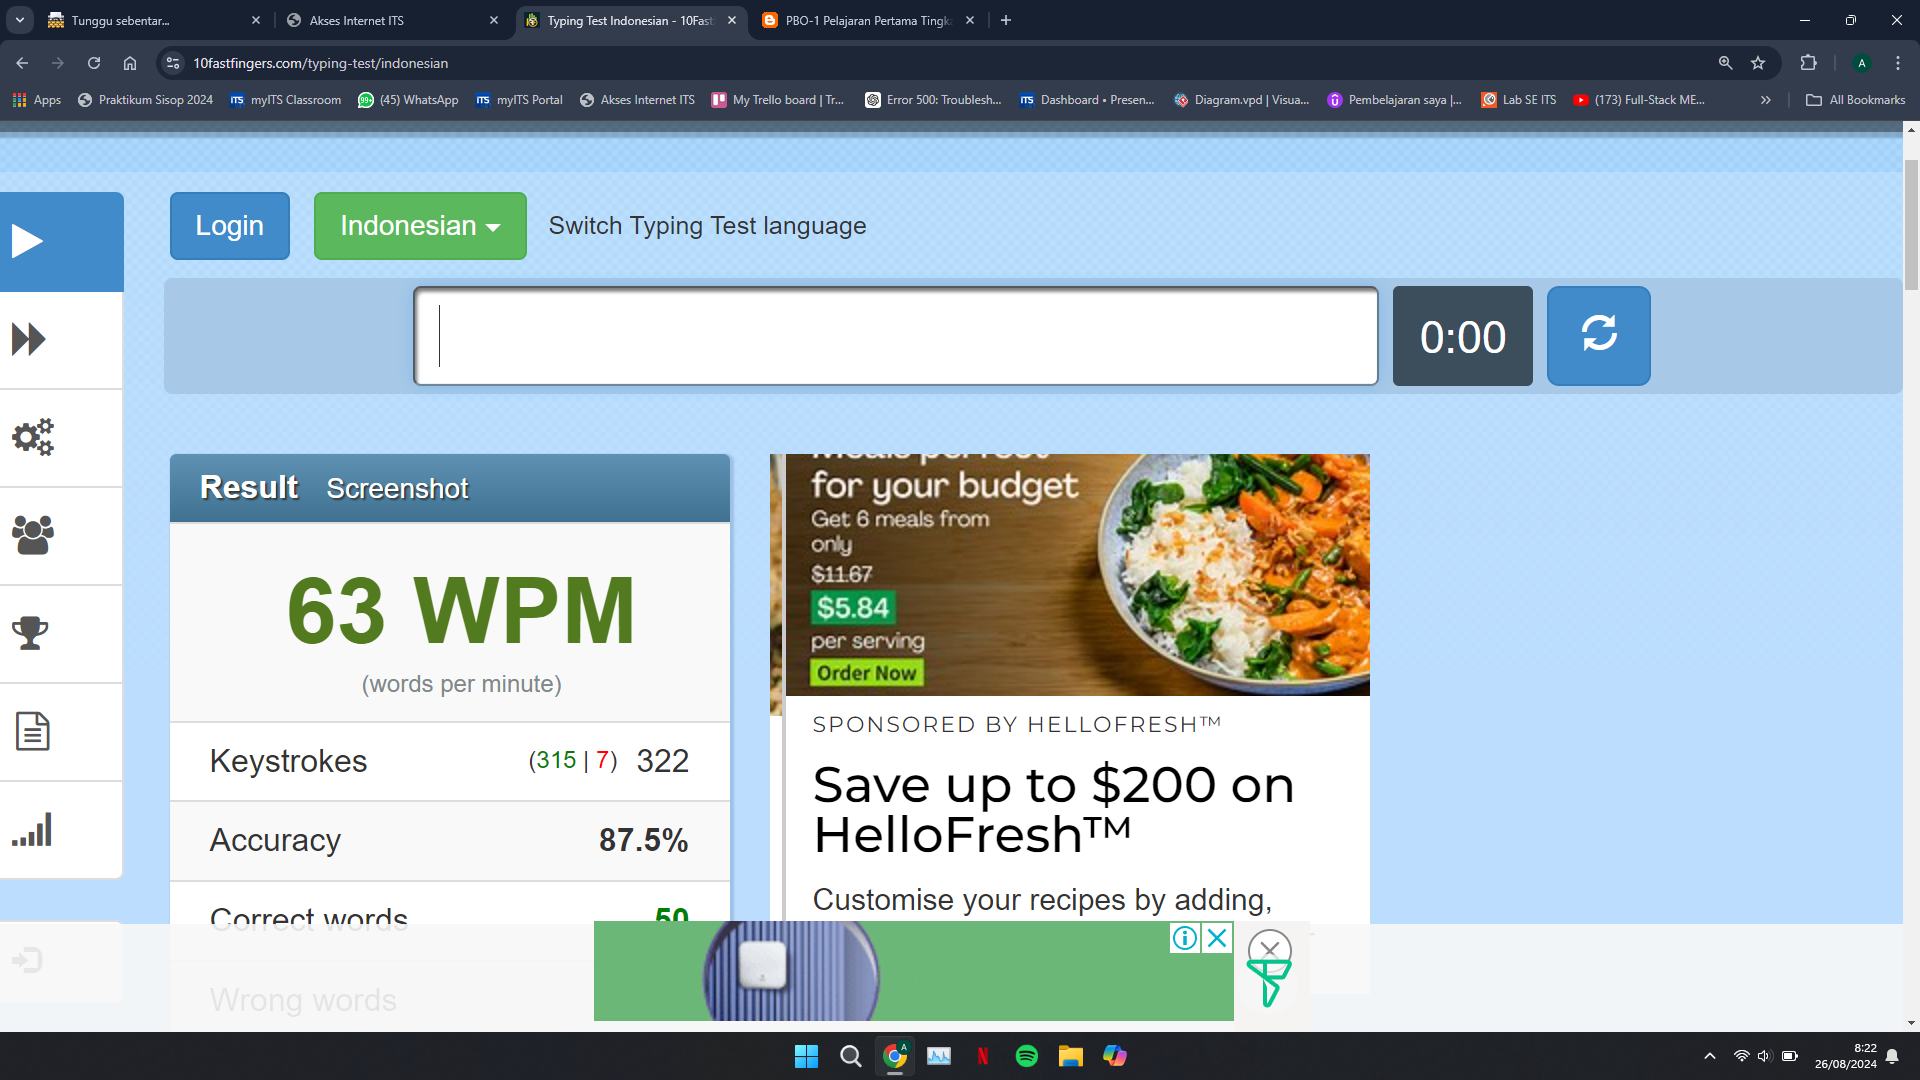 Tunggu sebentar...
Akses Internet ITS
Typing Test Indonesian - 10Fast
PBO-1 Pelajaran Pertama Tingk
10fastfingers.com/typing-test/indonesian
A
Apps
Praktikum Sisop 2024
ITS myITS Classroom
99+ (45) WhatsApp
ITS myITS Portal
Akses Internet ITS
My Trello board | Tr...
Error 500: Troublesh...
ITS Dashboard • Presen...
Diagram.vpd | Visua...
Pembelajaran saya |...
Lab SE ITS
(173) Full-Stack ME...
All Bookmarks
Login
Indonesian
Switch Typing Test language
0:00
Result
Screenshot
63 WPM
(words per minute)
Keystrokes (315 | 7) 322
Accuracy 87.5%
Correct words 50
Wrong words
for your budget
Get 6 meals from
only
$11.67
$5.84
per serving
Order Now
SPONSORED BY HELLOFRESH™
Save up to $200 on
HelloFresh™
Customise your recipes by adding,
8:22
26/08/2024